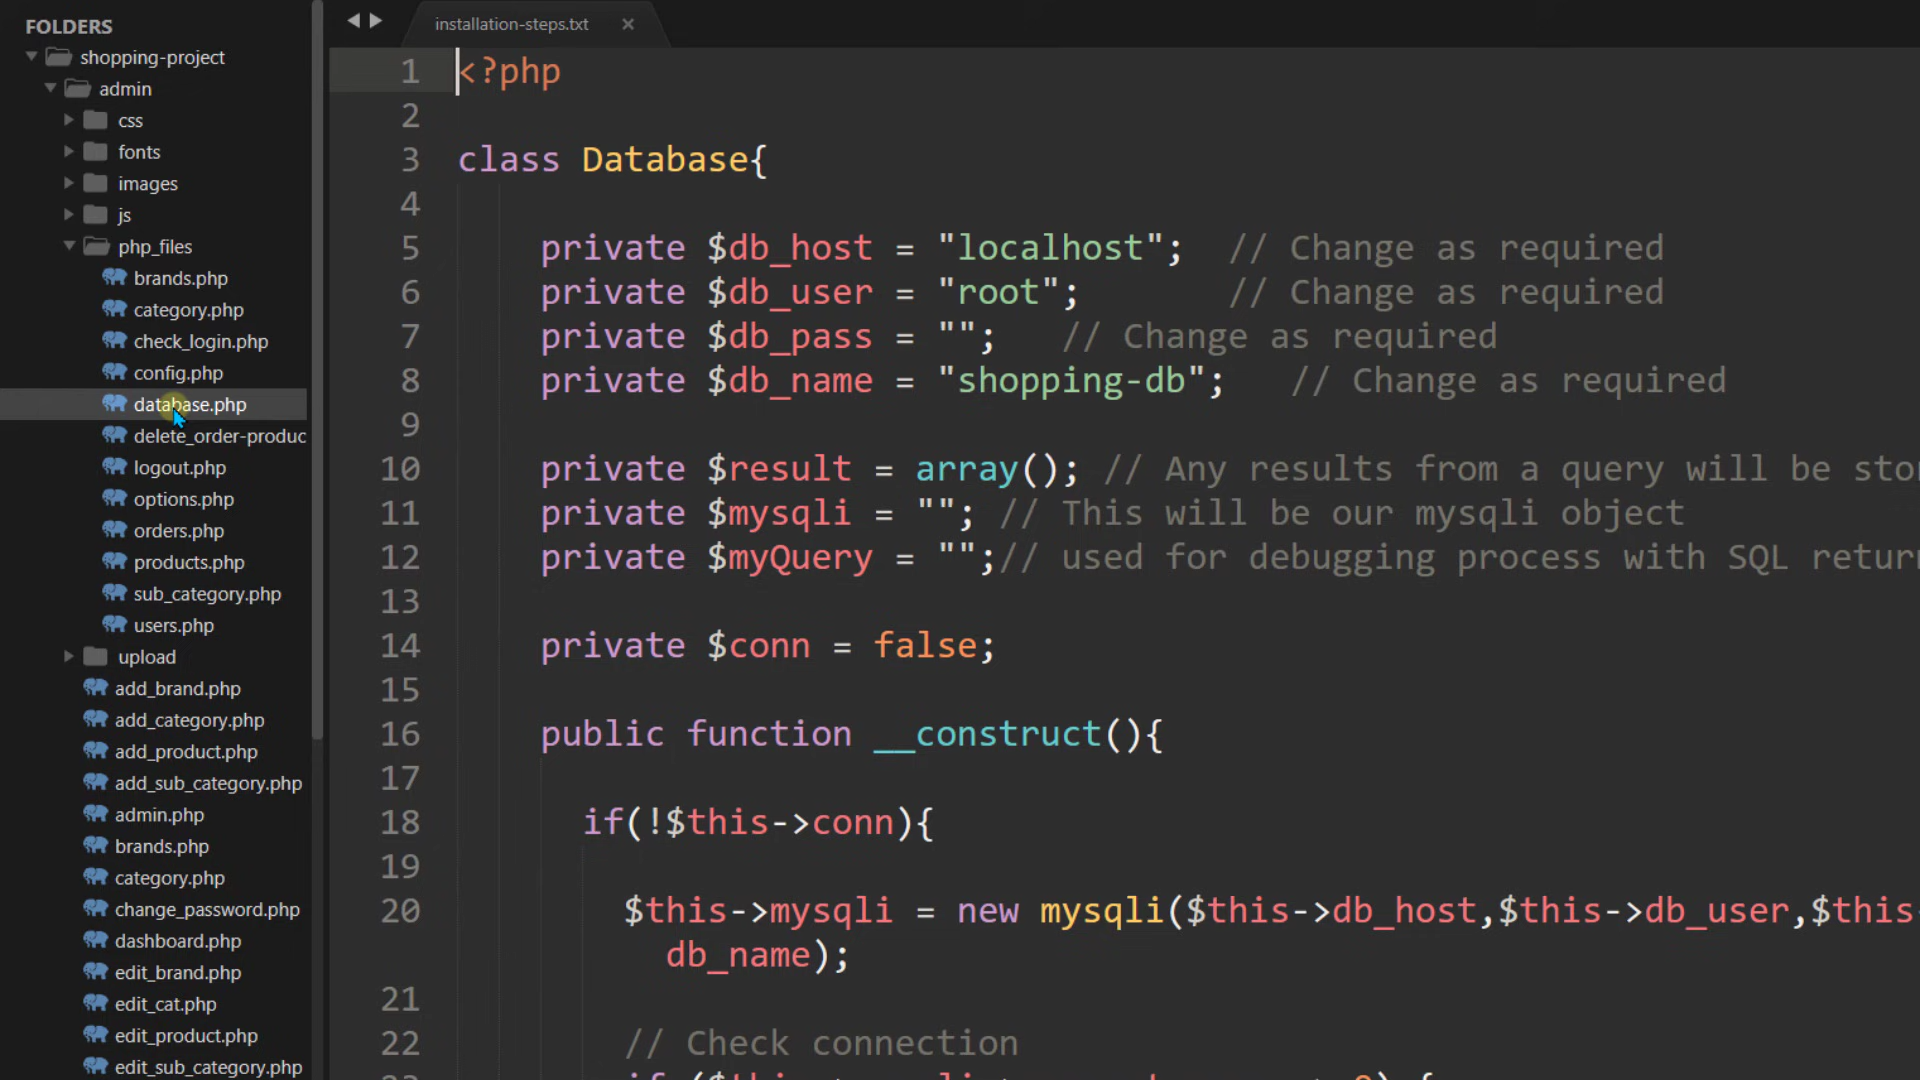 FOLDERS
shopping-project
admin
css
fonts
images
js
php_files
brands.php
category.php
check_login.php
config.php
database.php
delete_order-produc
logout.php
options.php
orders.php
products.php
sub_category.php
users.php
upload
add_brand.php
add_category.php
add_product.php
add_sub_category.php
admin.php
brands.php
category.php
change_password.php
dashboard.php
edit_brand.php
edit_cat.php
edit_product.php
edit_sub_category.php
installation-steps.txt ×
1 <?php
2
3 class Database{
4
5 private $db_host = "localhost"; // Change as required
6 private $db_user = "root"; // Change as required
7 private $db_pass = ""; // Change as required
8 private $db_name = "shopping-db"; // Change as required
9
10 private $result = array(); // Any results from a query will be sto
11 private $mysqli = ""; // This will be our mysqli object
12 private $myQuery = "";// used for debugging process with SQL return
13
14 private $conn = false;
15
16 public function __construct(){
17
18 if(!$this->conn){
19
20 $this->mysqli = new mysqli($this->db_host,$this->db_user,$this-
db_name);
21
22 // Check connection